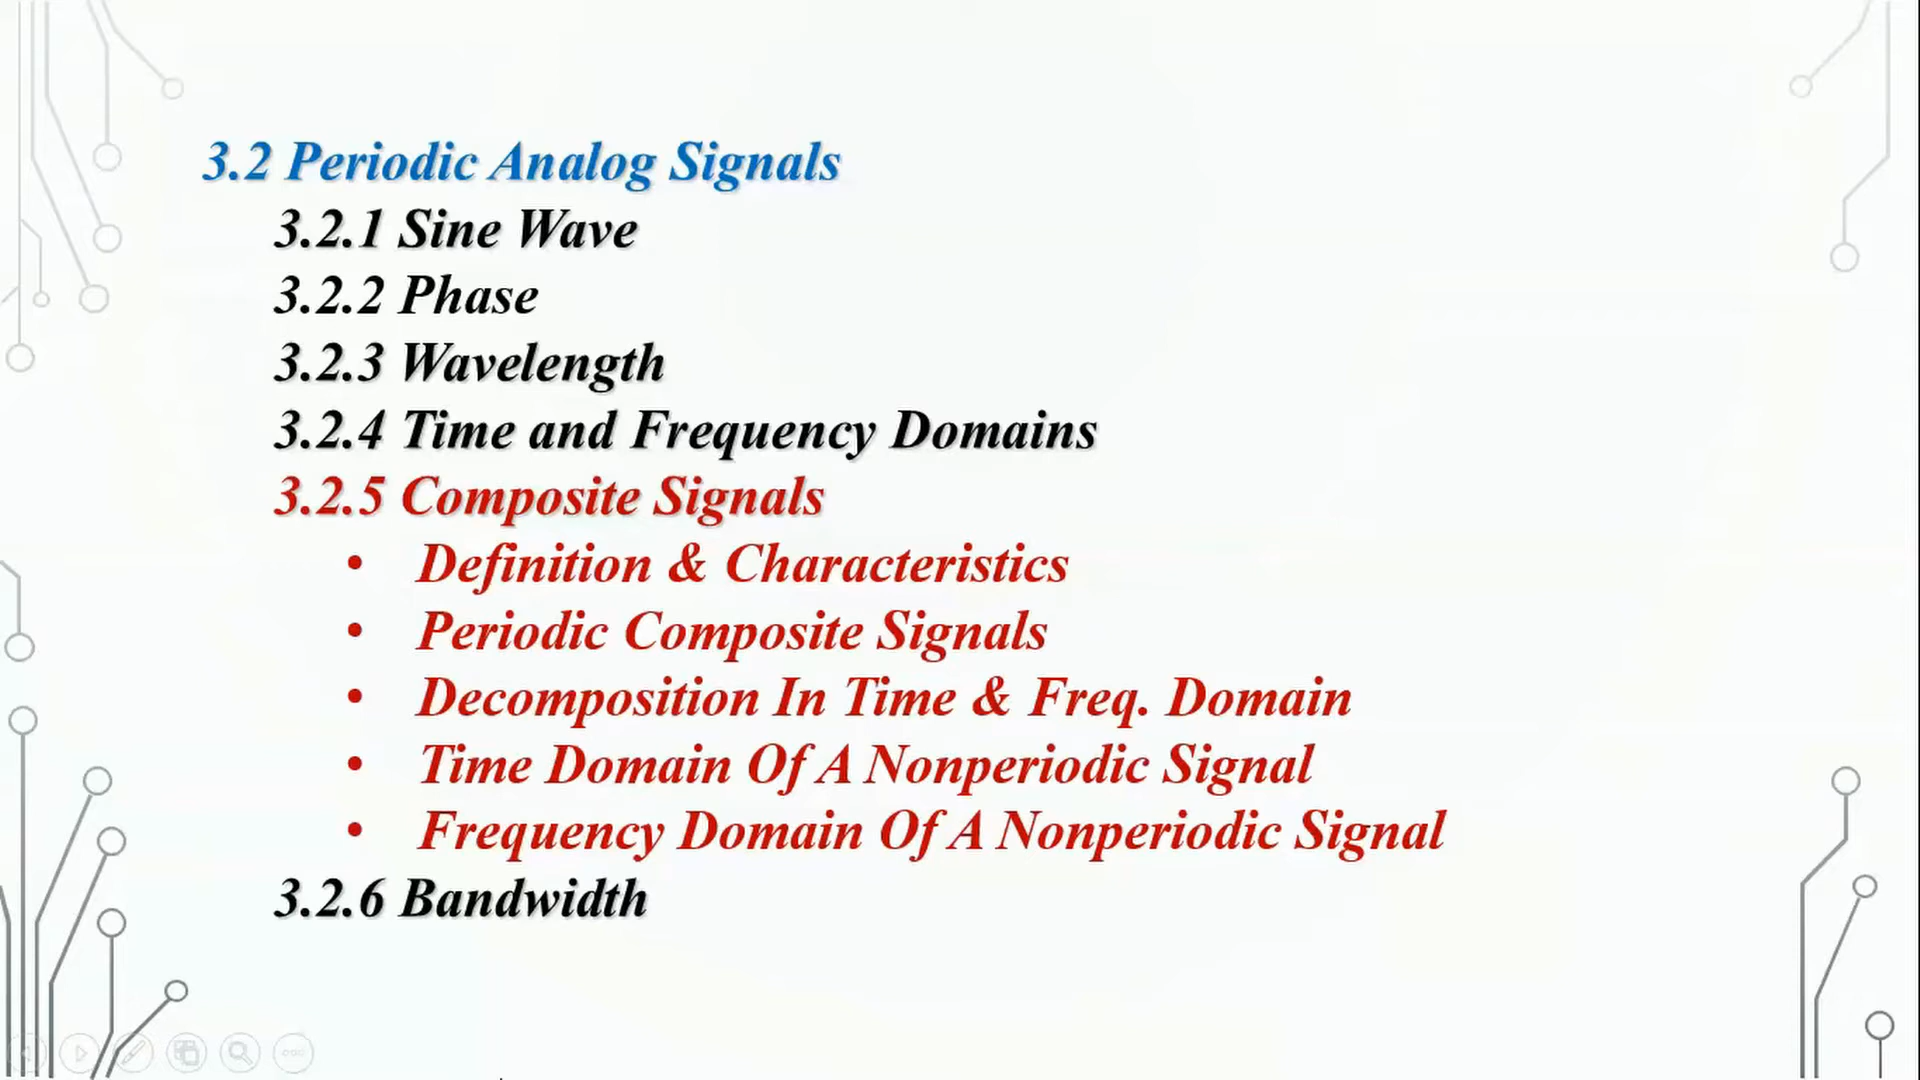 3.2 Periodic Analog Signals
3.2.1 Sine Wave
3.2.2 Phase
3.2.3 Wavelength
3.2.4 Time and Frequency Domains
3.2.5 Composite Signals
• Definition & Characteristics
• Periodic Composite Signals
• Decomposition In Time & Freq. Domain
• Time Domain Of A Nonperiodic Signal
• Frequency Domain Of A Nonperiodic Signal
3.2.6 Bandwidth